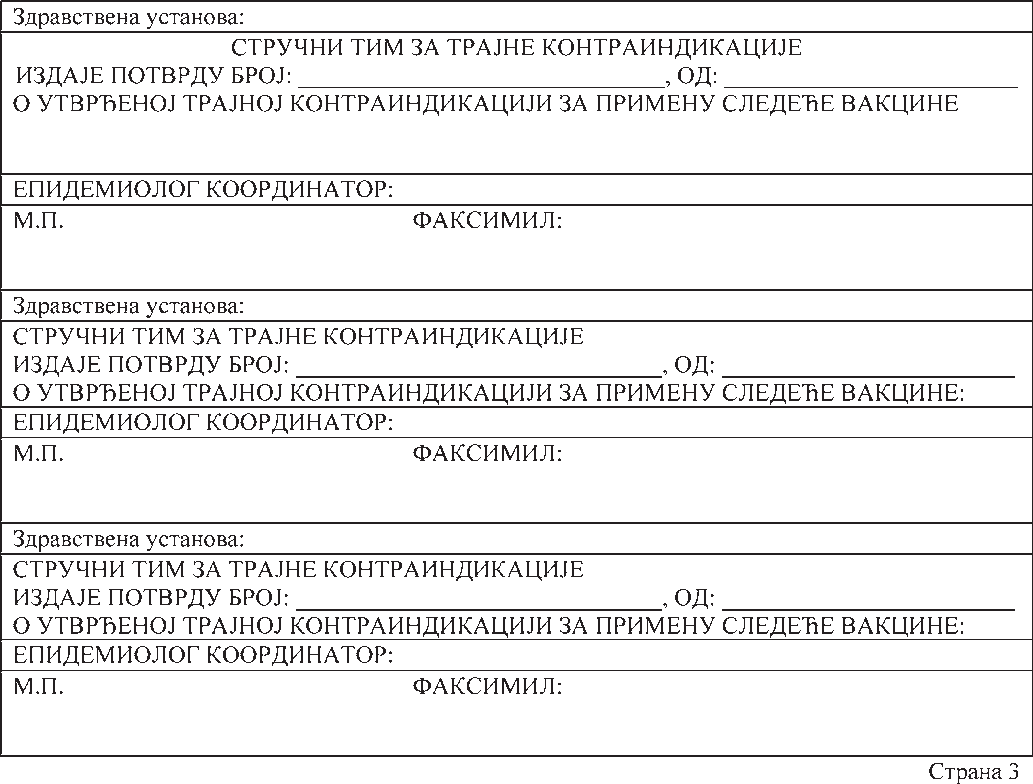 Здравствена установа:
СТРУЧНИ ТИМ ЗА ТРАЈНЕ КОНТРАИНДИКАЦИЈЕ
ИЗДАЈЕ ПОТВРДУ БРОЈ: ______________________________, ОД: ________________________
О УТВРЂЕНОЈ ТРАЈНОЈ КОНТРАИНДИКАЦИЈИ ЗА ПРИМЕНУ СЛЕДЕЋЕ ВАКЦИНЕ
ЕПИДЕМИОЛОГ КООРДИНАТОР:
М.П. ФАКСИМИЛ:
Здравствена установа:
СТРУЧНИ ТИМ ЗА ТРАЈНЕ КОНТРАИНДИКАЦИЈЕ
ИЗДАЈЕ ПОТВРДУ БРОЈ: ______________________________, ОД: ________________________
О УТВРЂЕНОЈ ТРАЈНОЈ КОНТРАИНДИКАЦИЈИ ЗА ПРИМЕНУ СЛЕДЕЋЕ ВАКЦИНЕ:
ЕПИДЕМИОЛОГ КООРДИНАТОР:
М.П. ФАКСИМИЛ:
Здравствена установа:
СТРУЧНИ ТИМ ЗА ТРАЈНЕ КОНТРАИНДИКАЦИЈЕ
ИЗДАЈЕ ПОТВРДУ БРОЈ: ______________________________, ОД: ________________________
О УТВРЂЕНОЈ ТРАЈНОЈ КОНТРАИНДИКАЦИЈИ ЗА ПРИМЕНУ СЛЕДЕЋЕ ВАКЦИНЕ:
ЕПИДЕМИОЛОГ КООРДИНАТОР:
М.П. ФАКСИМИЛ:
Страна 3